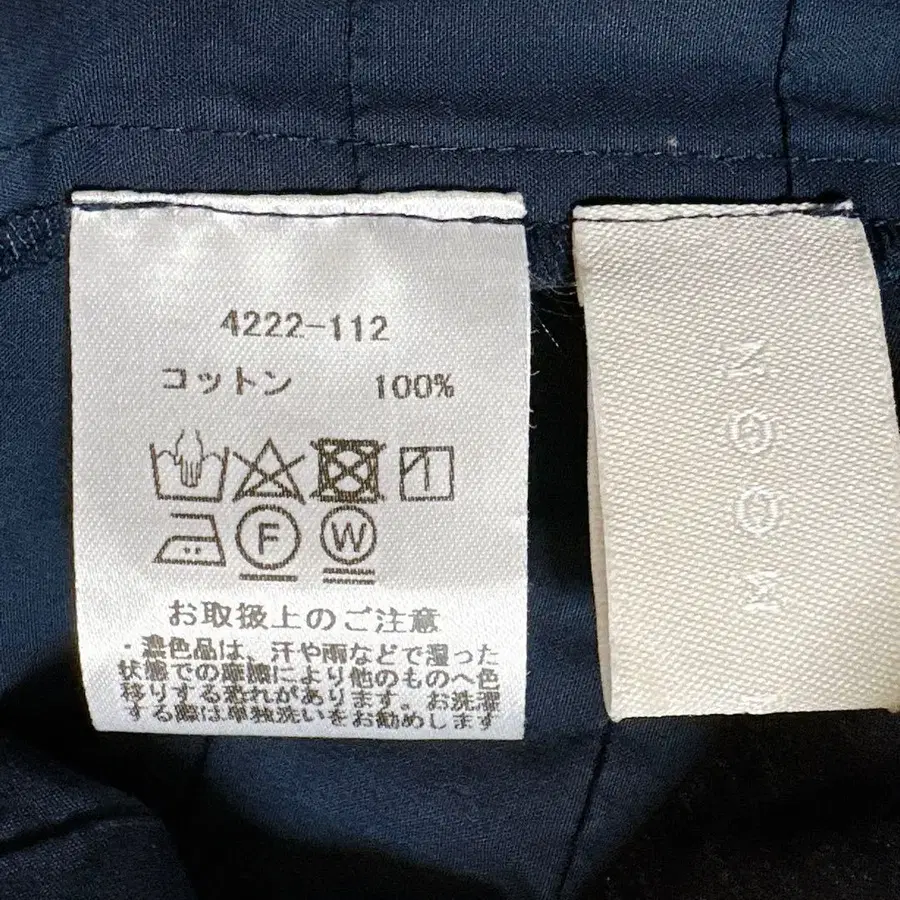 4222-112
コットン 100%
F
W
お取扱上のご注意
・濃色品は、汗や雨などで湿った
状態での摩擦により他のものへ色
移りする恐れがあります。お洗濯
する際は単独洗いをお勧めします